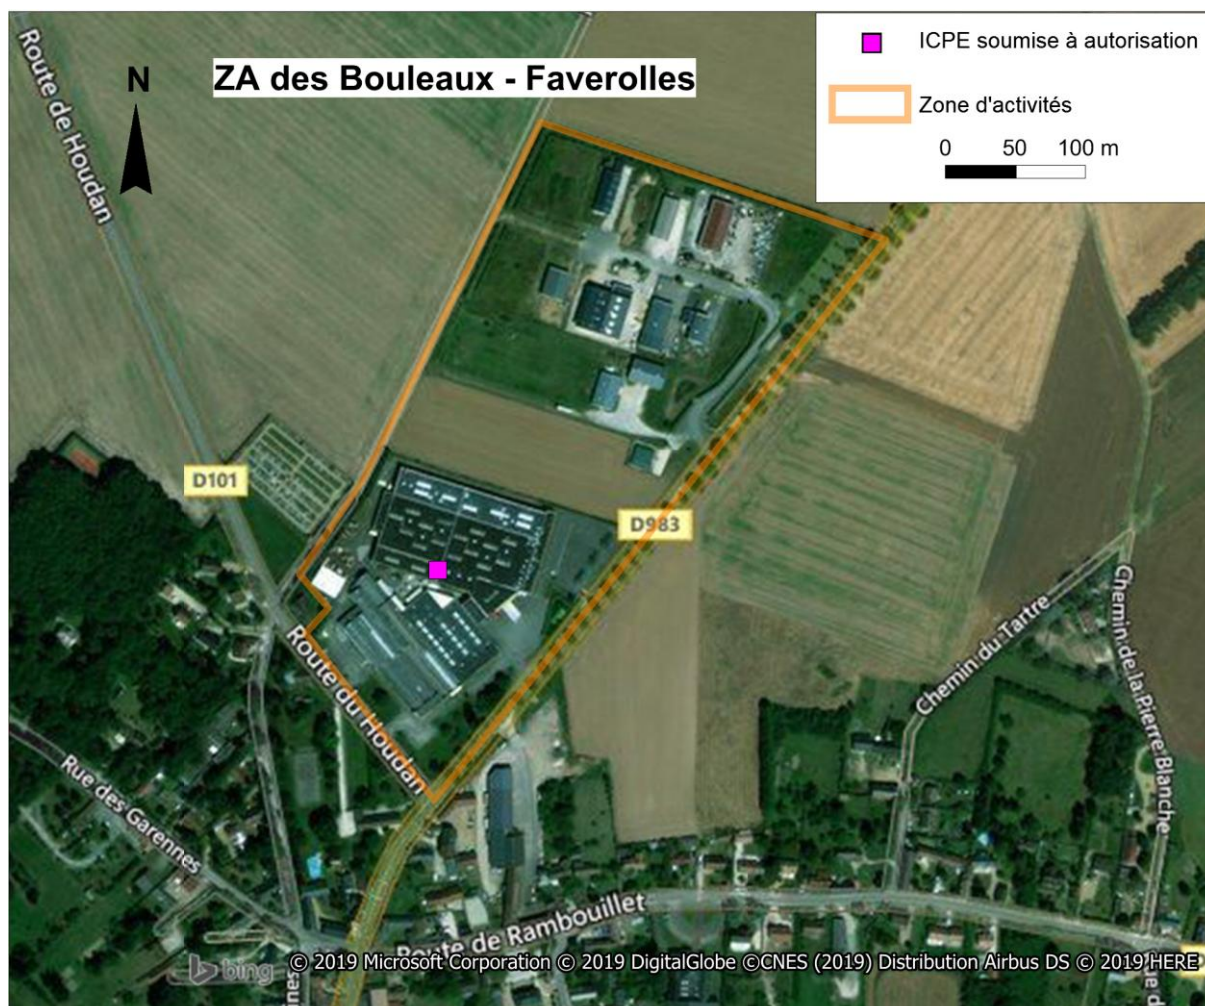 ZA des Bouleaux - Faverolles
N
ICPE soumise à autorisation
Zone d'activités
0 50 100 m
Route de Houdan
D101
D983
Route du Houdan
Rue des Garennes
Chemin du Tartre
Chemin de la Pierre Blanche
Route de Rambouillet
bing
© 2019 Microsoft Corporation © 2019 DigitalGlobe ©CNES (2019) Distribution Airbus DS © 2019 HERE